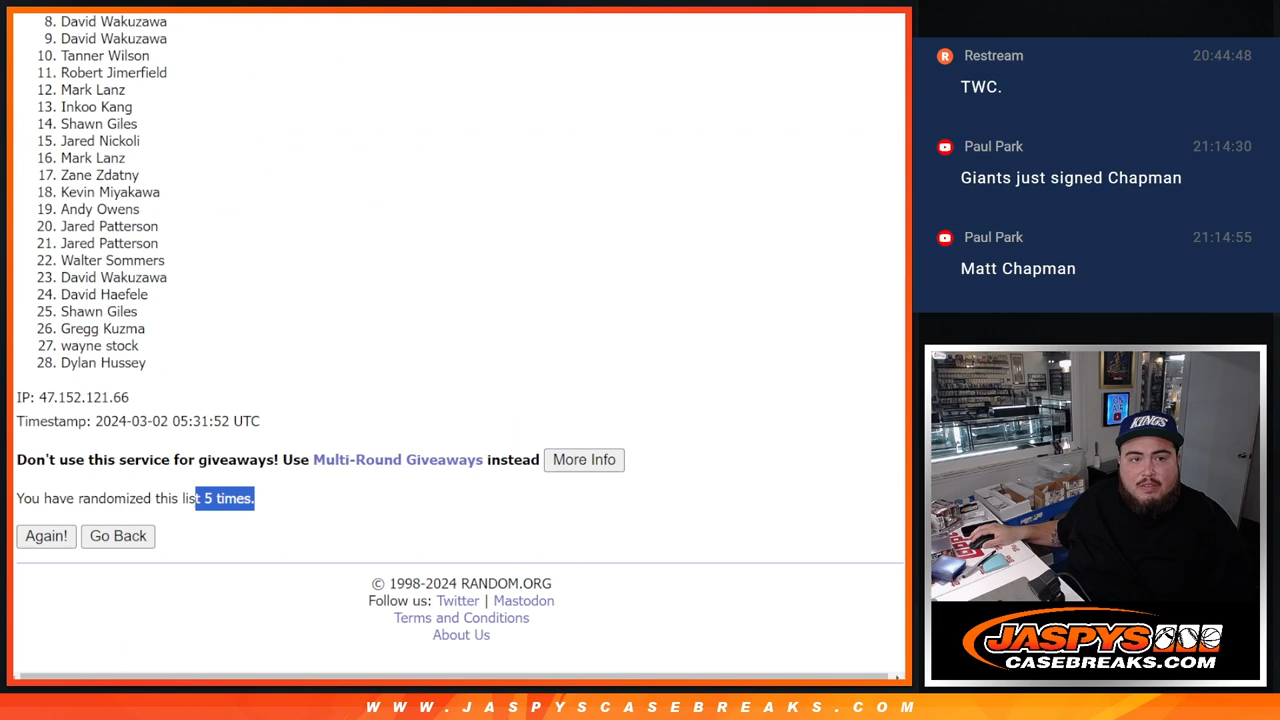 8. David Wakuzawa
9. David Wakuzawa
10. Tanner Wilson
11. Robert Jimerfield
12. Mark Lanz
13. Inkoo Kang
14. Shawn Giles
15. Jared Nickoli
16. Mark Lanz
17. Zane Zdatny
18. Kevin Miyakawa
19. Andy Owens
20. Jared Patterson
21. Jared Patterson
22. Walter Sommers
23. David Wakuzawa
24. David Haefele
25. Shawn Giles
26. Gregg Kuzma
27. wayne stock
28. Dylan Hussey
IP: 47.152.121.66
Timestamp: 2024-03-02 05:31:52 UTC
Don't use this service for giveaways! Use Multi-Round Giveaways instead More Info
You have randomized this list 5 times.
Again! Go Back
© 1998-2024 RANDOM.ORG
Follow us: Twitter | Mastodon
Terms and Conditions
About Us
R Restream 20:44:48
TWC.
Paul Park 21:14:30
Giants just signed Chapman
Paul Park 21:14:55
Matt Chapman
KINGS
ON AIR
JASPYS
CASEBREAKS.COM
WWW.JASPYSCASEBREAKS.COM